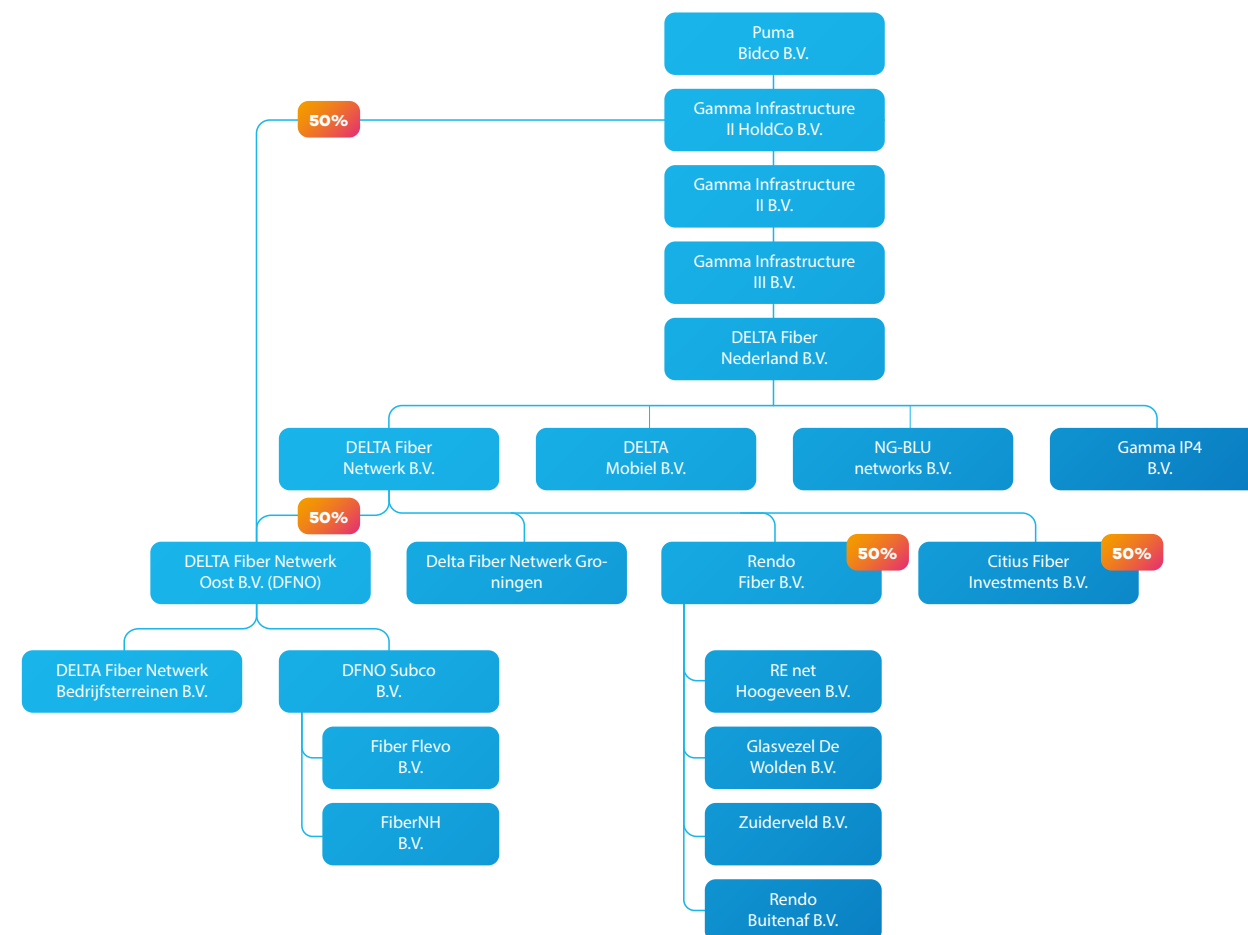 Puma
Bidco B.V.
50%
Gamma Infrastructure
II HoldCo B.V.
Gamma Infrastructure
II B.V.
Gamma Infrastructure
III B.V.
DELTA Fiber
Nederland B.V.
DELTA Fiber
Netwerk B.V.
DELTA
Mobiel B.V.
NG-BLU
networks B.V.
Gamma IP4
B.V.
50%
DELTA Fiber Netwerk
Oost B.V. (DFNO)
Delta Fiber Netwerk Gro-
ningen
Rendo
Fiber B.V.
50%
Citius Fiber
Investments B.V.
50%
DELTA Fiber Netwerk
Bedrijfsterreinen B.V.
DFNO Subco
B.V.
RE net
Hoogeveen B.V.
Fiber Flevo
B.V.
Glasvezel De
Wolden B.V.
FiberNH
B.V.
Zuiderveld B.V.
Rendo
Buitenaf B.V.